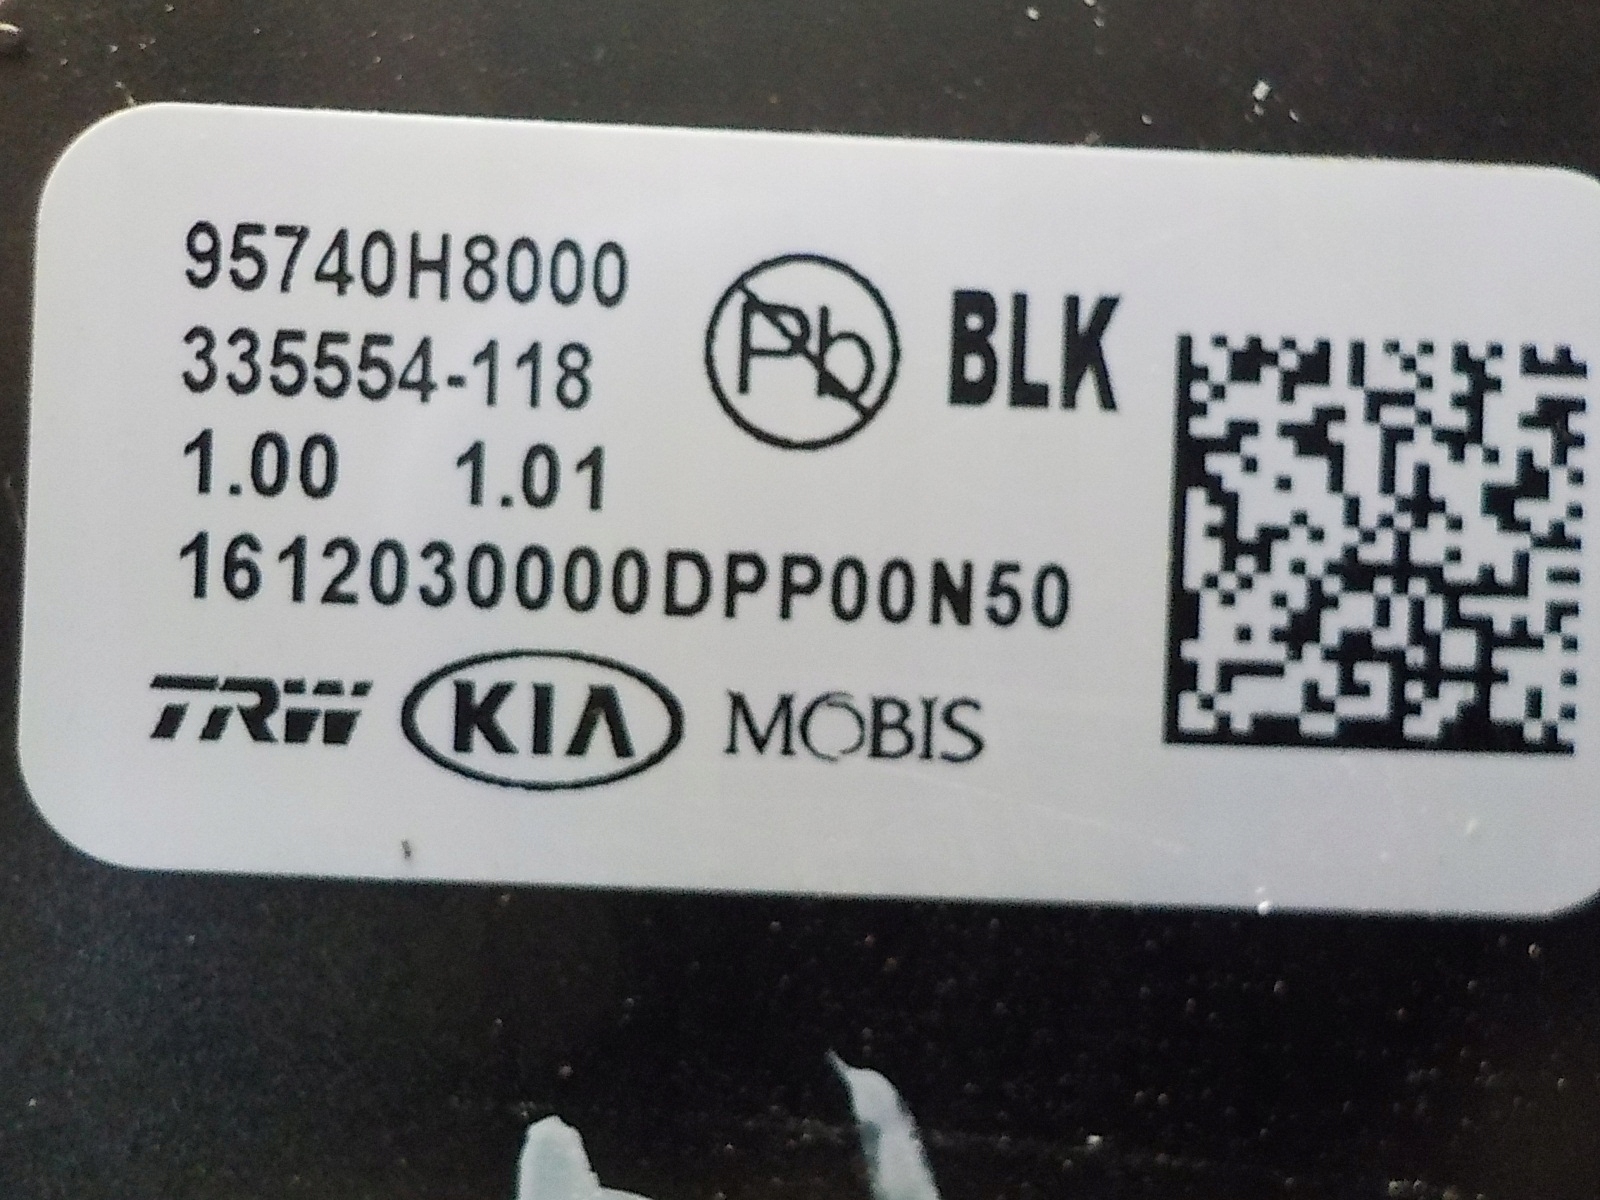 95740H8000
335554-118
Pb
BLK
1.00 1.01
1612030000DPP00N50
TRW KIA MOBIS